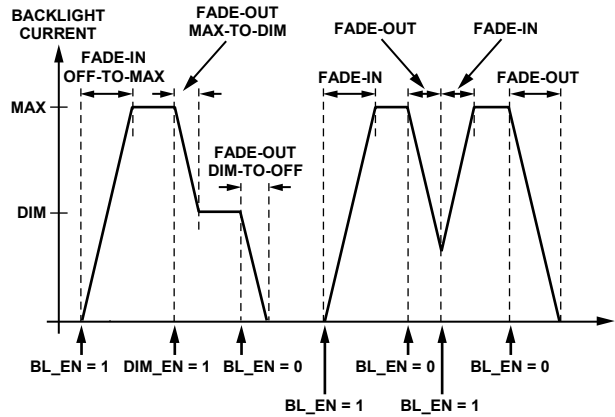 BACKLIGHT
CURRENT
FADE-OUT
MAX-TO-DIM
FADE-OUT
FADE-IN
FADE-IN
OFF-TO-MAX
FADE-IN
FADE-OUT
MAX
FADE-OUT
DIM-TO-OFF
DIM
BL_EN = 1
DIM_EN = 1
BL_EN = 0
BL_EN = 0
BL_EN = 0
BL_EN = 1
BL_EN = 1